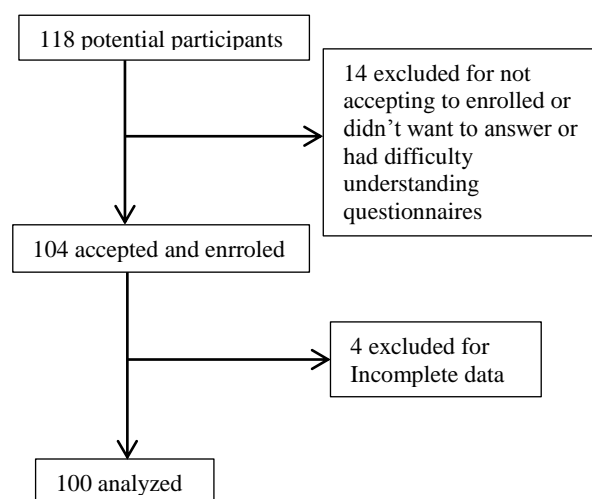 118 potential participants
14 excluded for not
accepting to enrolled or
didn’t want to answer or
had difficulty
understanding
questionnaires
104 accepted and enrroled
4 excluded for
Incomplete data
100 analyzed